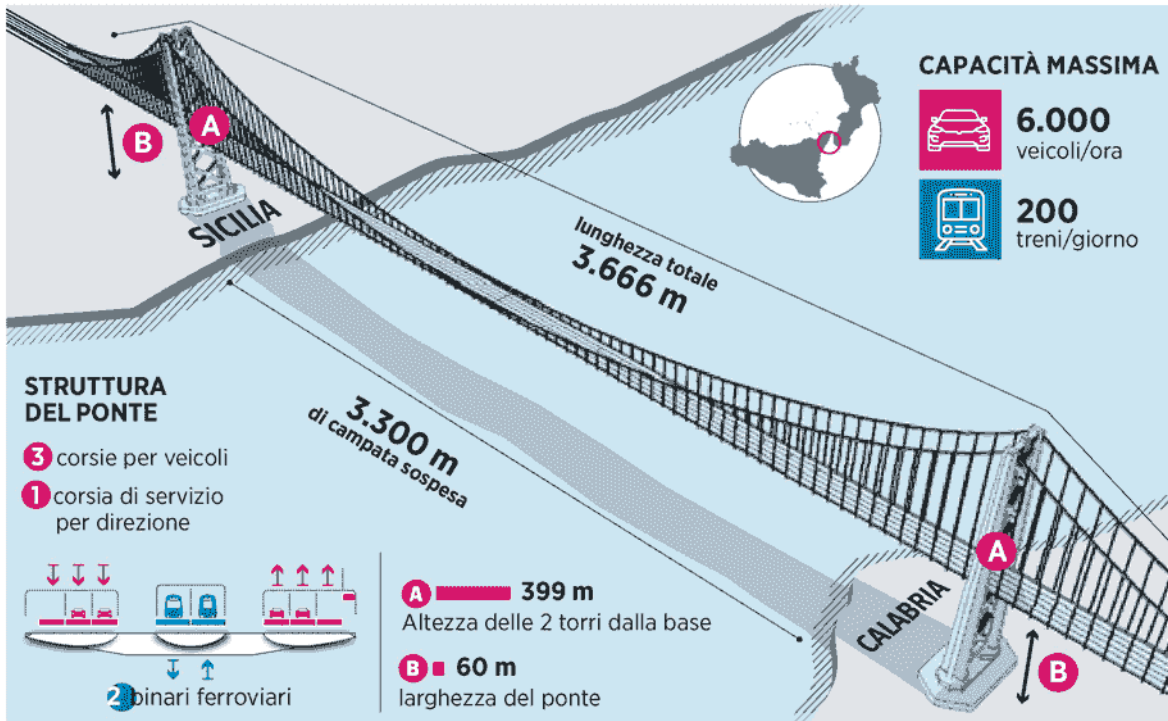 CAPACITÀ MASSIMA
6.000
veicoli/ora
200
treni/giorno
B
A
SICILIA
lunghezza totale
3.666 m
3.300 m
di campata sospesa
STRUTTURA
DEL PONTE
3 corsie per veicoli
1 corsia di servizio
per direzione
2 binari ferroviari
A 399 m
Altezza delle 2 torri dalla base
B 60 m
larghezza del ponte
CALABRIA
A
B